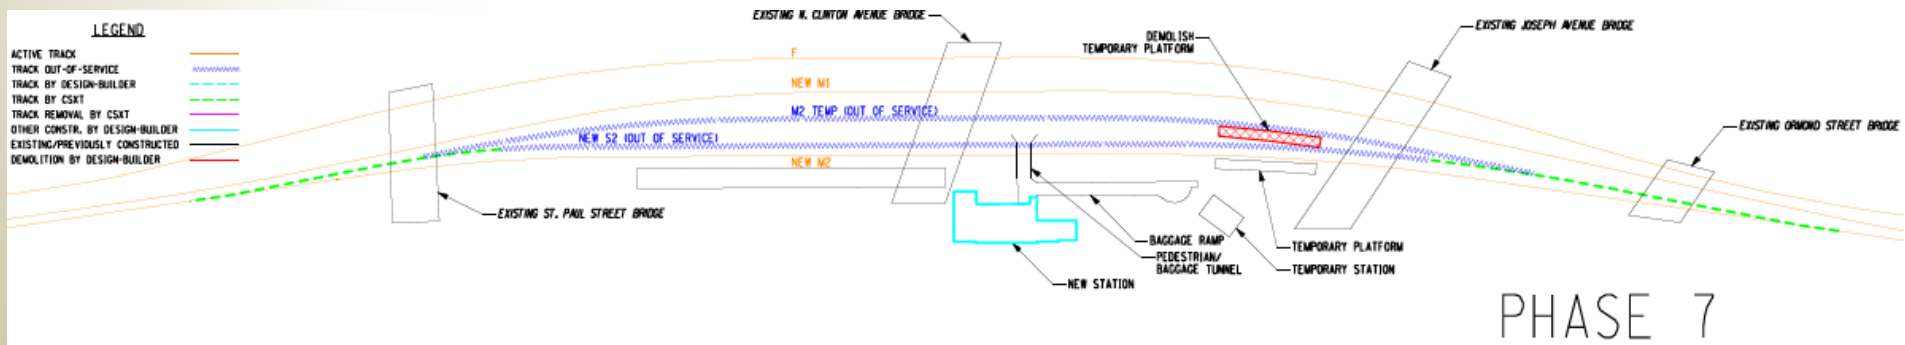 LEGEND
ACTIVE TRACK
TRACK OUT-OF-SERVICE
TRACK BY DESIGN-BUILDER
TRACK BY CSXT
TRACK REMOVAL BY CSXT
OTHER CONSTR. BY DESIGN-BUILDER
EXISTING/PREVIOUSLY CONSTRUCTED
DEMOLITION BY DESIGN-BUILDER
EXISTING N. CLINTON AVENUE BRIDGE
DEMOLISH
TEMPORARY PLATFORM
EXISTING JOSEPH AVENUE BRIDGE
F
NEW M1
M2 TEMP (OUT OF SERVICE)
NEW S2 (OUT OF SERVICE)
NEW M2
EXISTING ORMOND STREET BRIDGE
EXISTING ST. PAUL STREET BRIDGE
BAGGAGE RAMP
PEDESTRIAN/
BAGGAGE TUNNEL
NEW STATION
TEMPORARY PLATFORM
TEMPORARY STATION
PHASE 7